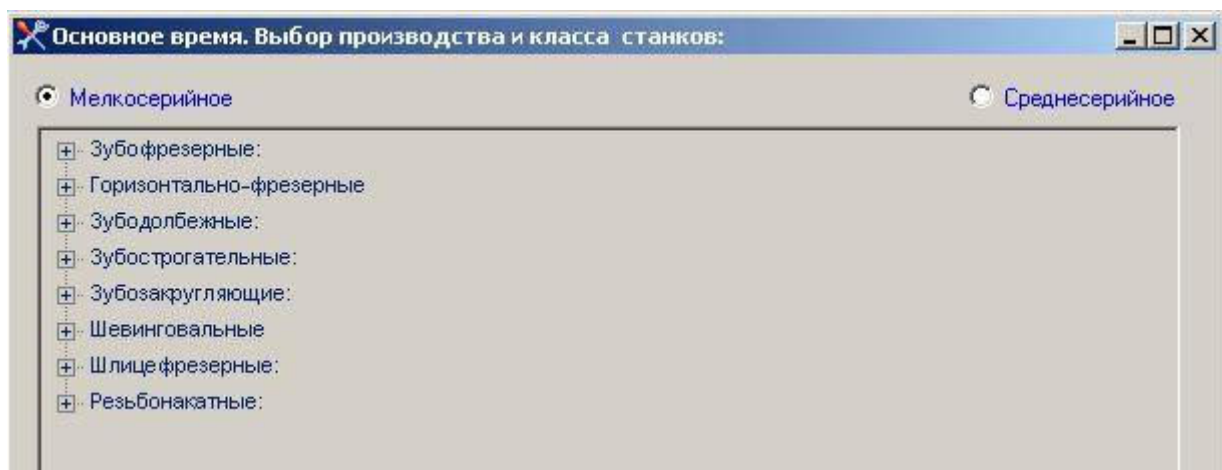 Основное время. Выбор производства и класса станков:
Мелкосерийное Среднесерийное
Зубофрезерные:
Горизонтально-фрезерные
Зубодолбежные:
Зубострогательные:
Зубозакругляющие:
Шевинговальные
Шлицефрезерные:
Резьбонакатные: